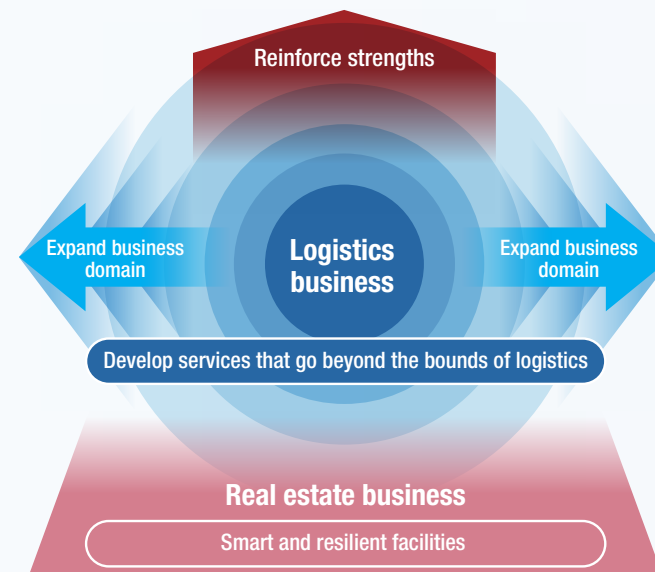 Reinforce strengths
Expand business
domain
Logistics
business
Expand business
domain
Develop services that go beyond the bounds of logistics
Real estate business
Smart and resilient facilities